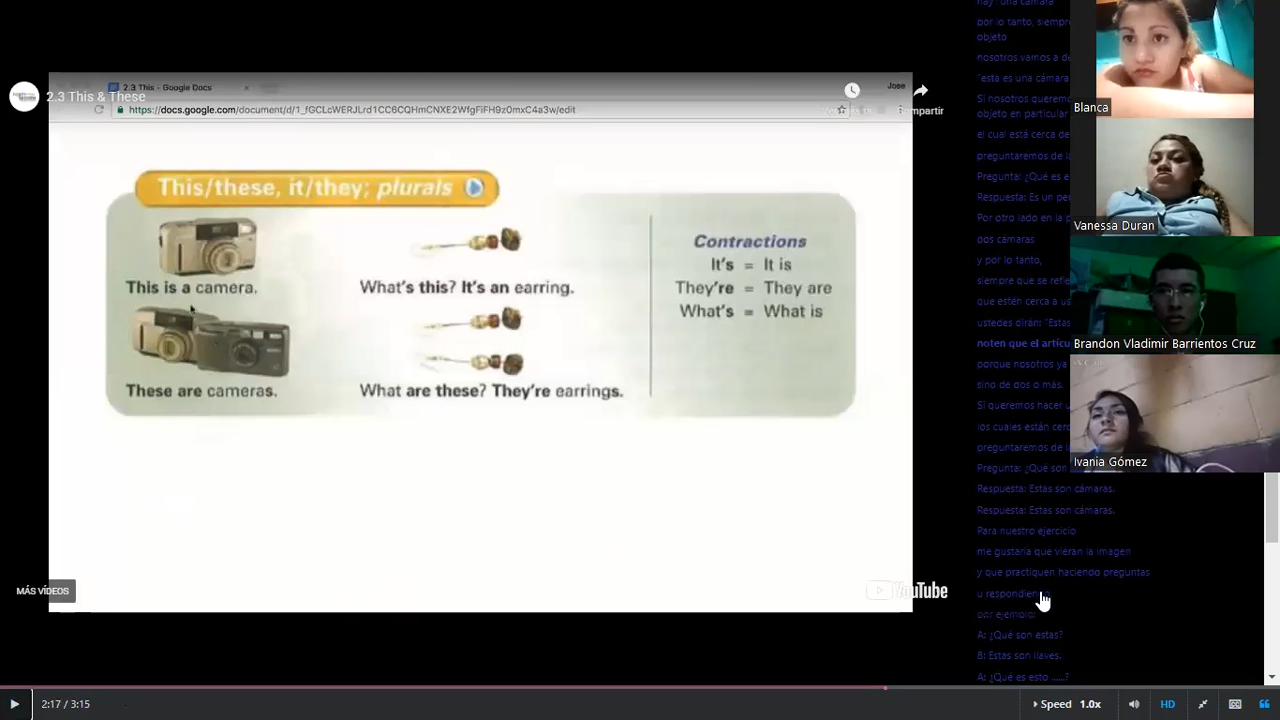 2.3 This - Google Docs
Jose
2.3 This & These
https://docs.google.com/document/d/1_fGCLcWiERrLrd1CC6CQHmCNXE2WfgFiFH9z0mxC4a3w/edit
mpartir
This/these, it/they; plurals
This is a camera.
These are cameras.
What's this? It's an earring.
What are these? They're earrings.
Contractions
It's = It is
They're = They are
What's = What is
MÁS VÍDEOS
YouTube
hay 1 una cámara
por lo tanto, siempre
objeto
nosotros vamos a de
"esta es una cámara
Si nosotros queremo
objeto en particular
el cual está cerca de
preguntaremos de la
Pregunta: ¿Qué es e
Respuesta: Es un pe
Por otro lado en la p
dos cámaras
y por lo tanto,
siempre que se refie
que estén cerca a us
ustedes dirán: "Estas
noten que el artícu
porque nosotros ya
sino de dos o más.
Si queremos hacer u
los cuales están cerc
preguntaremos de l
Pregunta: ¿Qué son
Respuesta: Estas son cámaras.
Respuesta: Estas son cámaras.
Para nuestro ejercicio
me gustaría que vieran la imagen
y que practiquen haciendo preguntas
y respondiend
por ejemplo:
A: ¿Qué son estas?
B: Estas son llaves.
A: ¿Qué es esto ......?
Blanca
Vanessa Duran
Brandon Vladimir Barrientos Cruz
Ivania Gómez
2:17 / 3:15
Speed 1.0x
HD